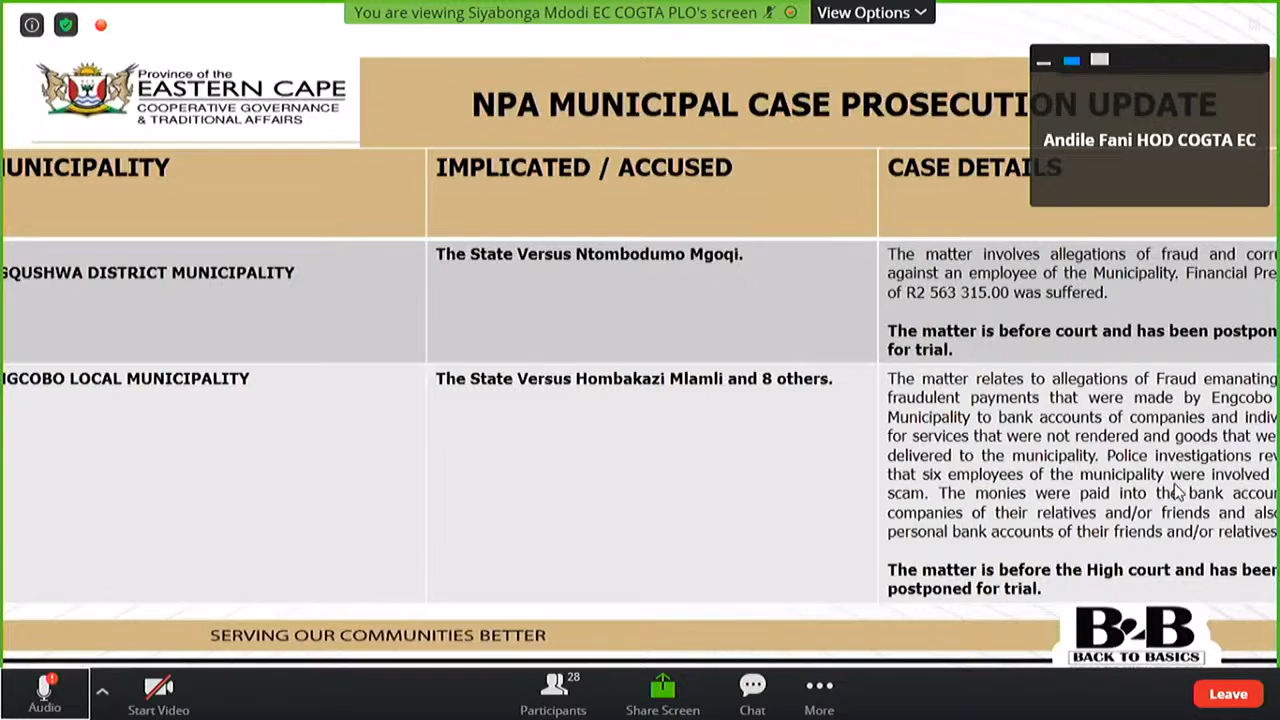 You are viewing Siyabonga Mdodi EC COGTA PLO's screen
View Options
Province of the
EASTERN CAPE
COOPERATIVE GOVERNANCE
& TRADITIONAL AFFAIRS
NPA MUNICIPAL CASE PROSECUTION UPDATE
Andile Fani HOD COGTA EC
UNICIPALITY
IMPLICATED / ACCUSED
CASE DETAILS
GQUSHWA DISTRICT MUNICIPALITY
The State Versus Ntombodumo Mgoqi.
The matter involves allegations of fraud and corr
against an employee of the Municipality. Financial Pre
of R2 563 315.00 was suffered.
The matter is before court and has been postpon
for trial.
NGCOBO LOCAL MUNICIPALITY
The State Versus Hombakazi Mlamli and 8 others.
The matter relates to allegations of Fraud emanating
fraudulent payments that were made by Engcobo
Municipality to bank accounts of companies and indiv
for services that were not rendered and goods that we
delivered to the municipality. Police investigations rev
that six employees of the municipality were involved
scam. The monies were paid into the bank accou
companies of their relatives and/or friends and also
personal bank accounts of their friends and/or relatives
The matter is before the High court and has been
postponed for trial.
SERVING OUR COMMUNITIES BETTER
B2B
BACK TO BASICS
Audio
Start Video
28
Participants
Share Screen
Chat
More
Leave